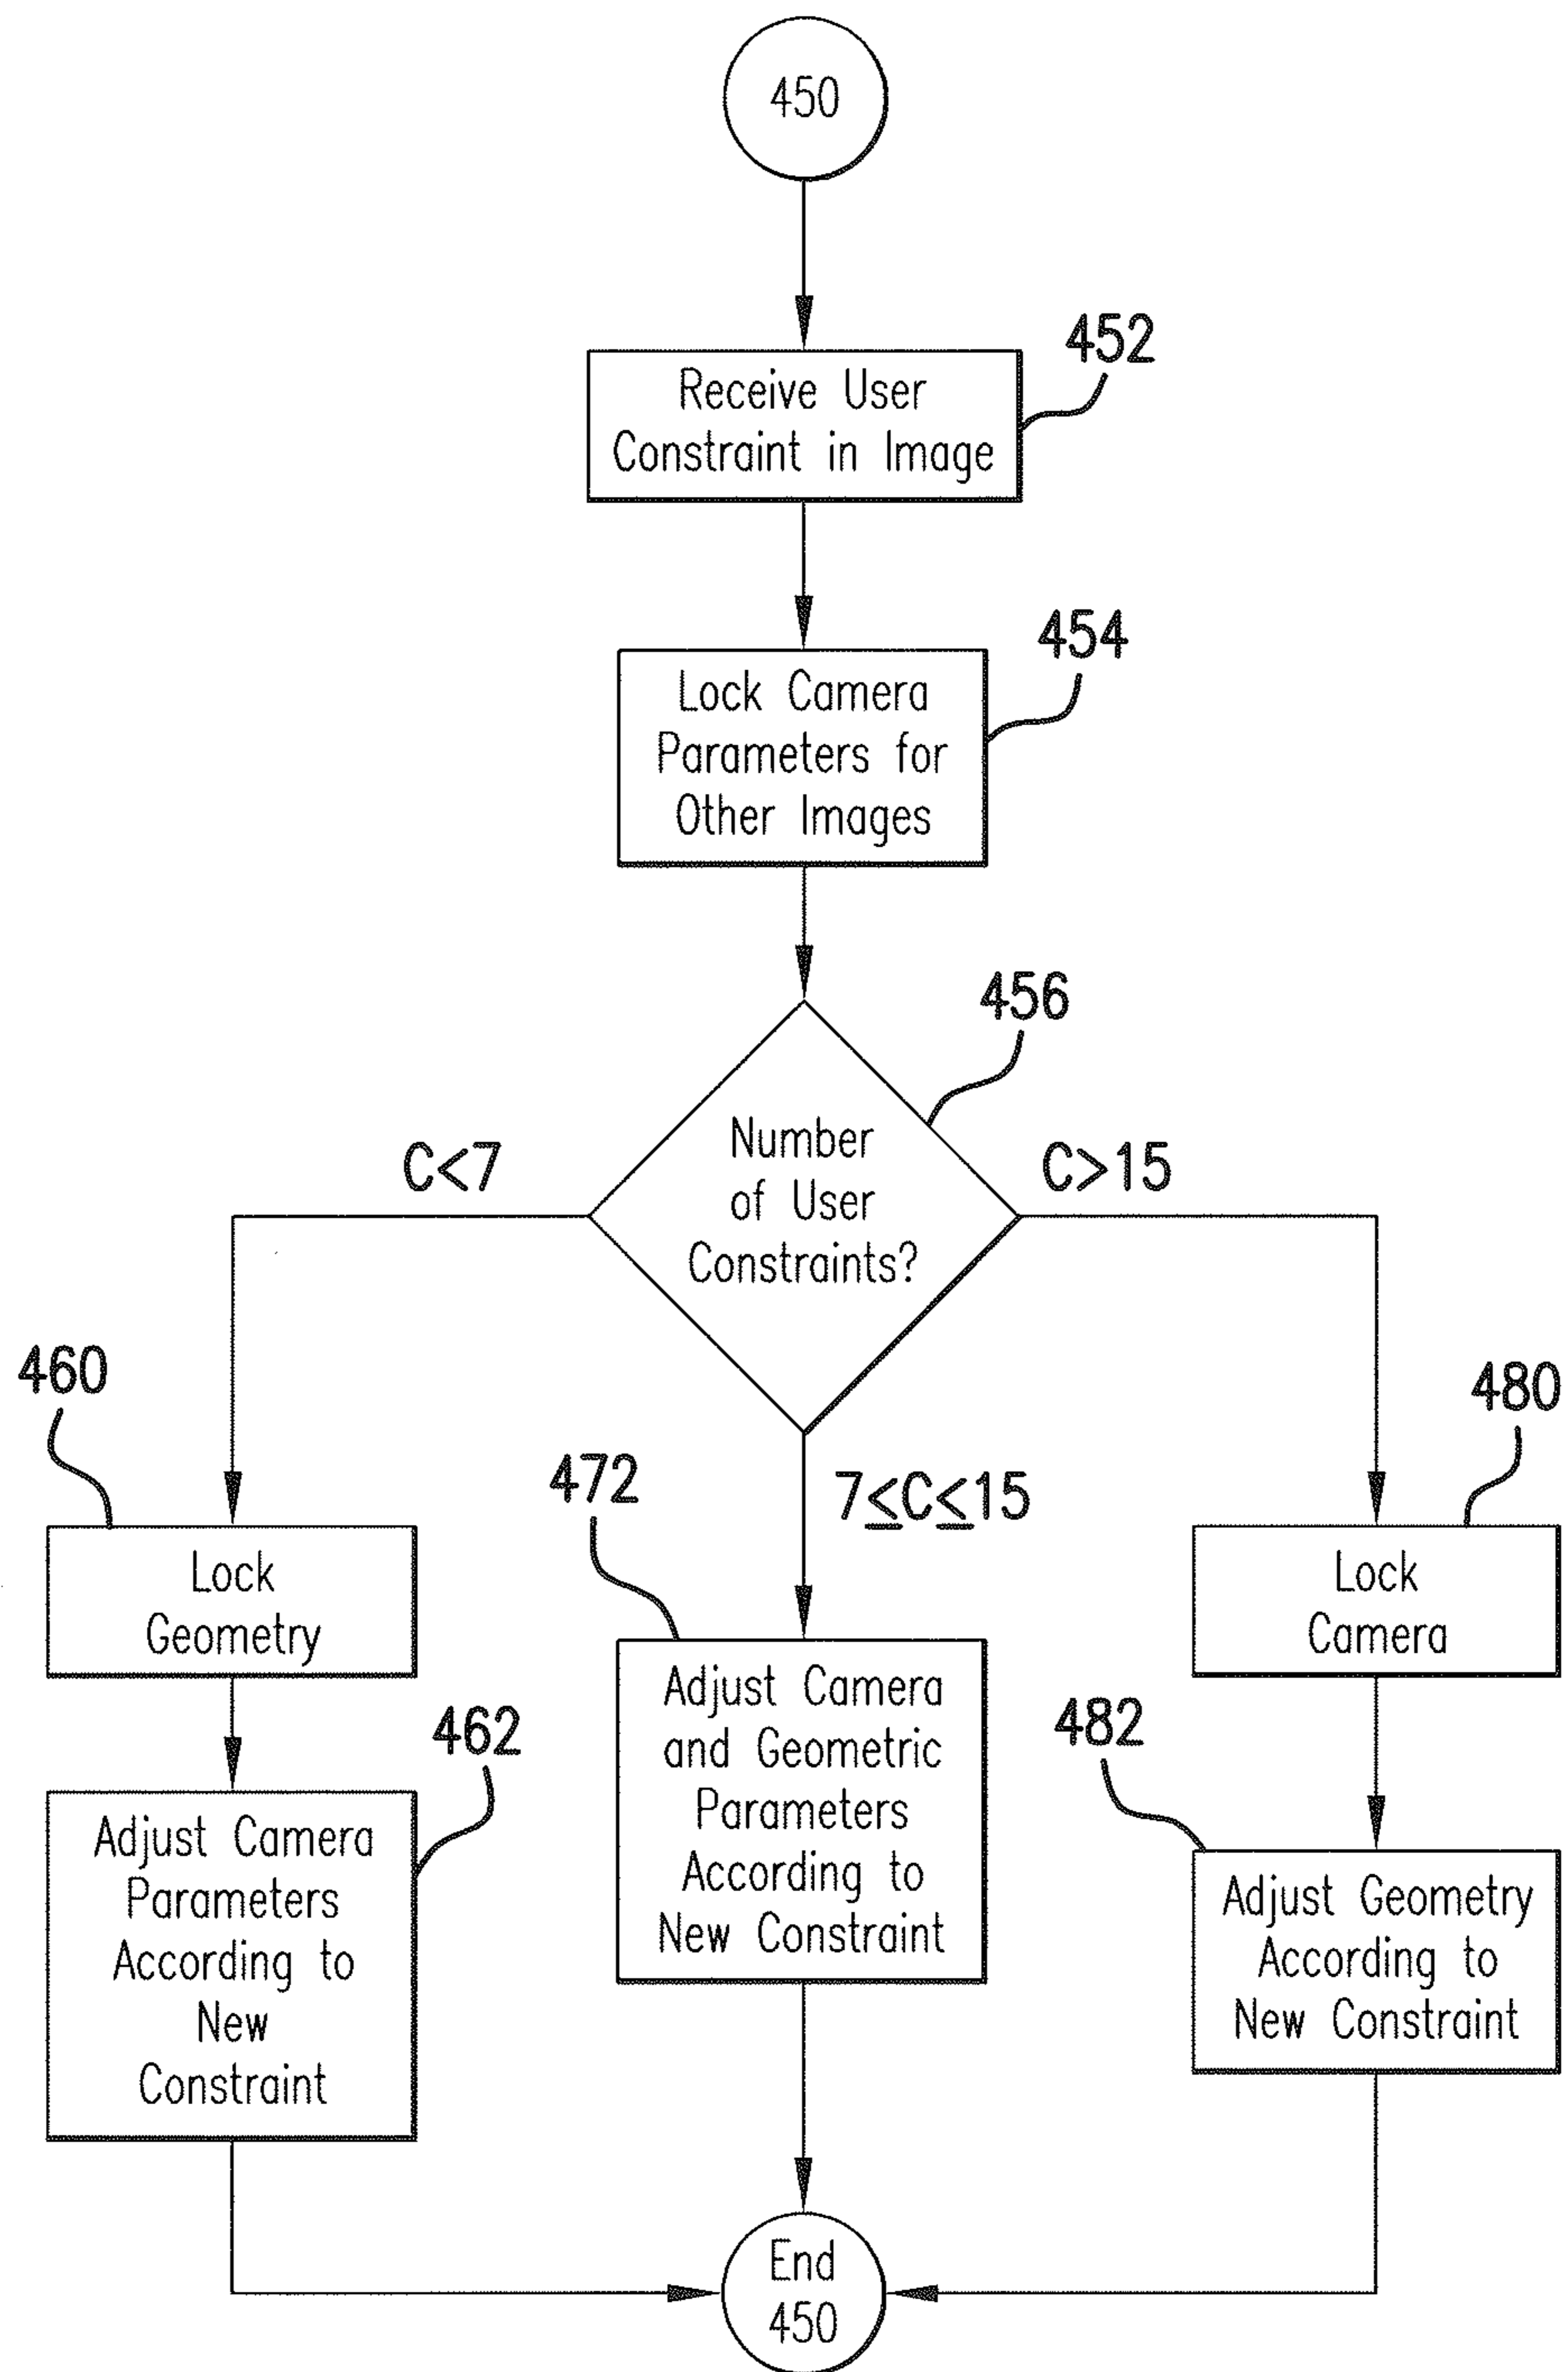 450
452
Receive User
Constraint in Image
454
Lock Camera
Parameters for
Other Images
456
Number
of User
Constraints?
C<7
C>15
7≤C≤15
460
Lock
Geometry
462
Adjust Camera
Parameters
According to
New
Constraint
472
Adjust Camera
and Geometric
Parameters
According to
New Constraint
480
Lock
Camera
482
Adjust Geometry
According to
New Constraint
End
450